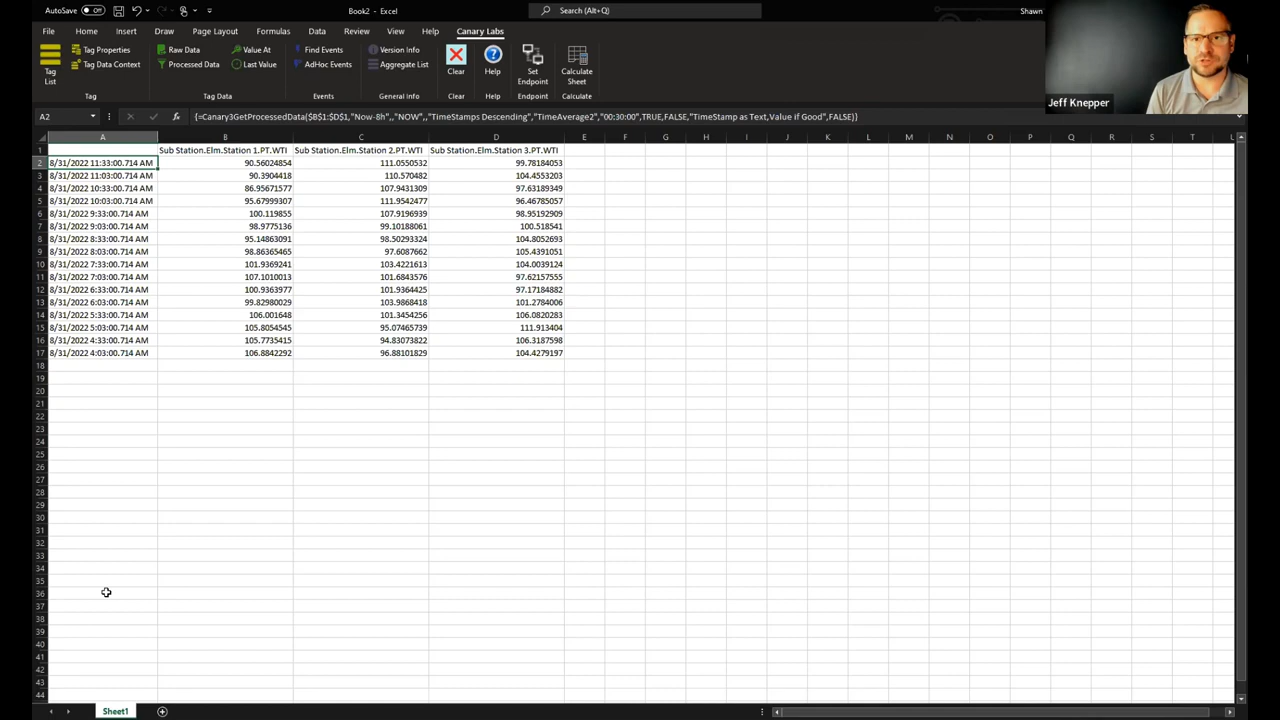 AutoSave Off Book2 - Excel Search (Alt+Q) Shawn
File Home Insert Draw Page Layout Formulas Data Review View Help Canary Labs
Tag List
Tag Properties
Tag Data Context
Tag
Raw Data
Processed Data
Value At
Last Value
Tag Data
Find Events
AdHoc Events
Events
Version Info
Aggregate List
General Info
Clear
Clear
Help
Help
Set Endpoint
Endpoint
Calculate Sheet
Calculate
Jeff Knepper
A2 fx {=Canary3GetProcessedData($B$1:$D$1,"Now-8h",,"NOW",,"TimeStamps Descending","TimeAverage2","00:30:00",TRUE,FALSE,"TimeStamp as Text,Value if Good",FALSE)}
A B C D E F G H I J K L M N O P Q R S T
1 Sub Station.Elm.Station 1.PT.WTI Sub Station.Elm.Station 2.PT.WTI Sub Station.Elm.Station 3.PT.WTI
2 8/31/2022 11:33:00.714 AM 90.56024854 111.0550532 99.78184053
3 8/31/2022 11:03:00.714 AM 90.3904418 110.570482 104.4553203
4 8/31/2022 10:33:00.714 AM 86.95671577 107.9431309 97.63189349
5 8/31/2022 10:03:00.714 AM 95.67999307 111.9542477 96.46785057
6 8/31/2022 9:33:00.714 AM 100.119855 107.9196939 98.95192909
7 8/31/2022 9:03:00.714 AM 98.9775136 99.10188061 100.518541
8 8/31/2022 8:33:00.714 AM 95.14863091 98.50293324 104.8052693
9 8/31/2022 8:03:00.714 AM 98.86365465 97.6087662 105.4391051
10 8/31/2022 7:33:00.714 AM 101.9369241 103.4221613 104.0039124
11 8/31/2022 7:03:00.714 AM 107.1010013 101.6843576 97.62157555
12 8/31/2022 6:33:00.714 AM 100.9363977 101.9364425 97.17184882
13 8/31/2022 6:03:00.714 AM 99.82980029 103.9868418 101.2784006
14 8/31/2022 5:33:00.714 AM 106.001648 101.3454256 106.0820283
15 8/31/2022 5:03:00.714 AM 105.8054545 95.07465739 111.913404
16 8/31/2022 4:33:00.714 AM 105.7735415 94.83073822 106.3187598
17 8/31/2022 4:03:00.714 AM 106.8842292 96.88101829 104.4279197
18
19
20
21
22
23
24
25
26
27
28
29
30
31
32
33
34
35
36
37
38
39
40
41
42
43
44
Sheet1